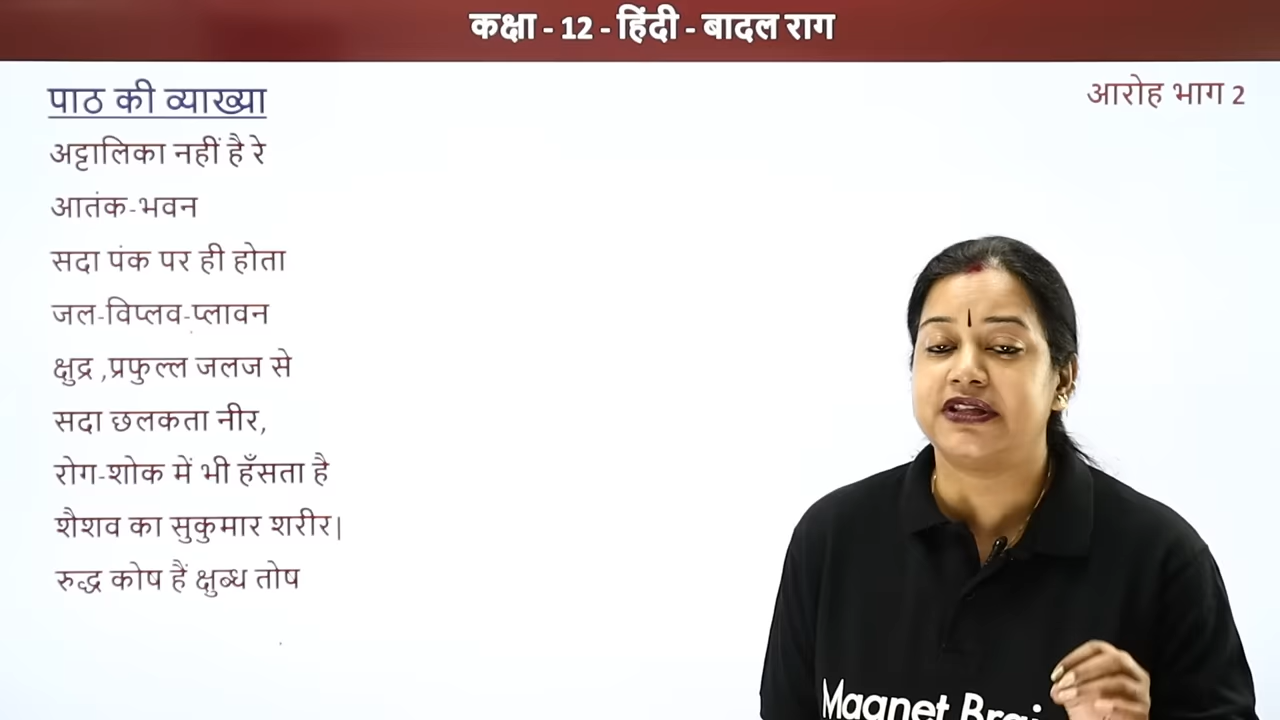 कक्षा - 12 - हिंदी - बादल राग
पाठ की व्याख्या
आरोह भाग 2
अट्टालिका नहीं है रे
आतंक-भवन
सदा पंक पर ही होता
जल-विप्लव-प्लावन
क्षुद्र ,प्रफुल्ल जलज से
सदा छलकता नीर,
रोग-शोक में भी हँसता है
शैशव का सुकुमार शरीर|
रुद्ध कोष हैं क्षुब्ध तोष
Magnet